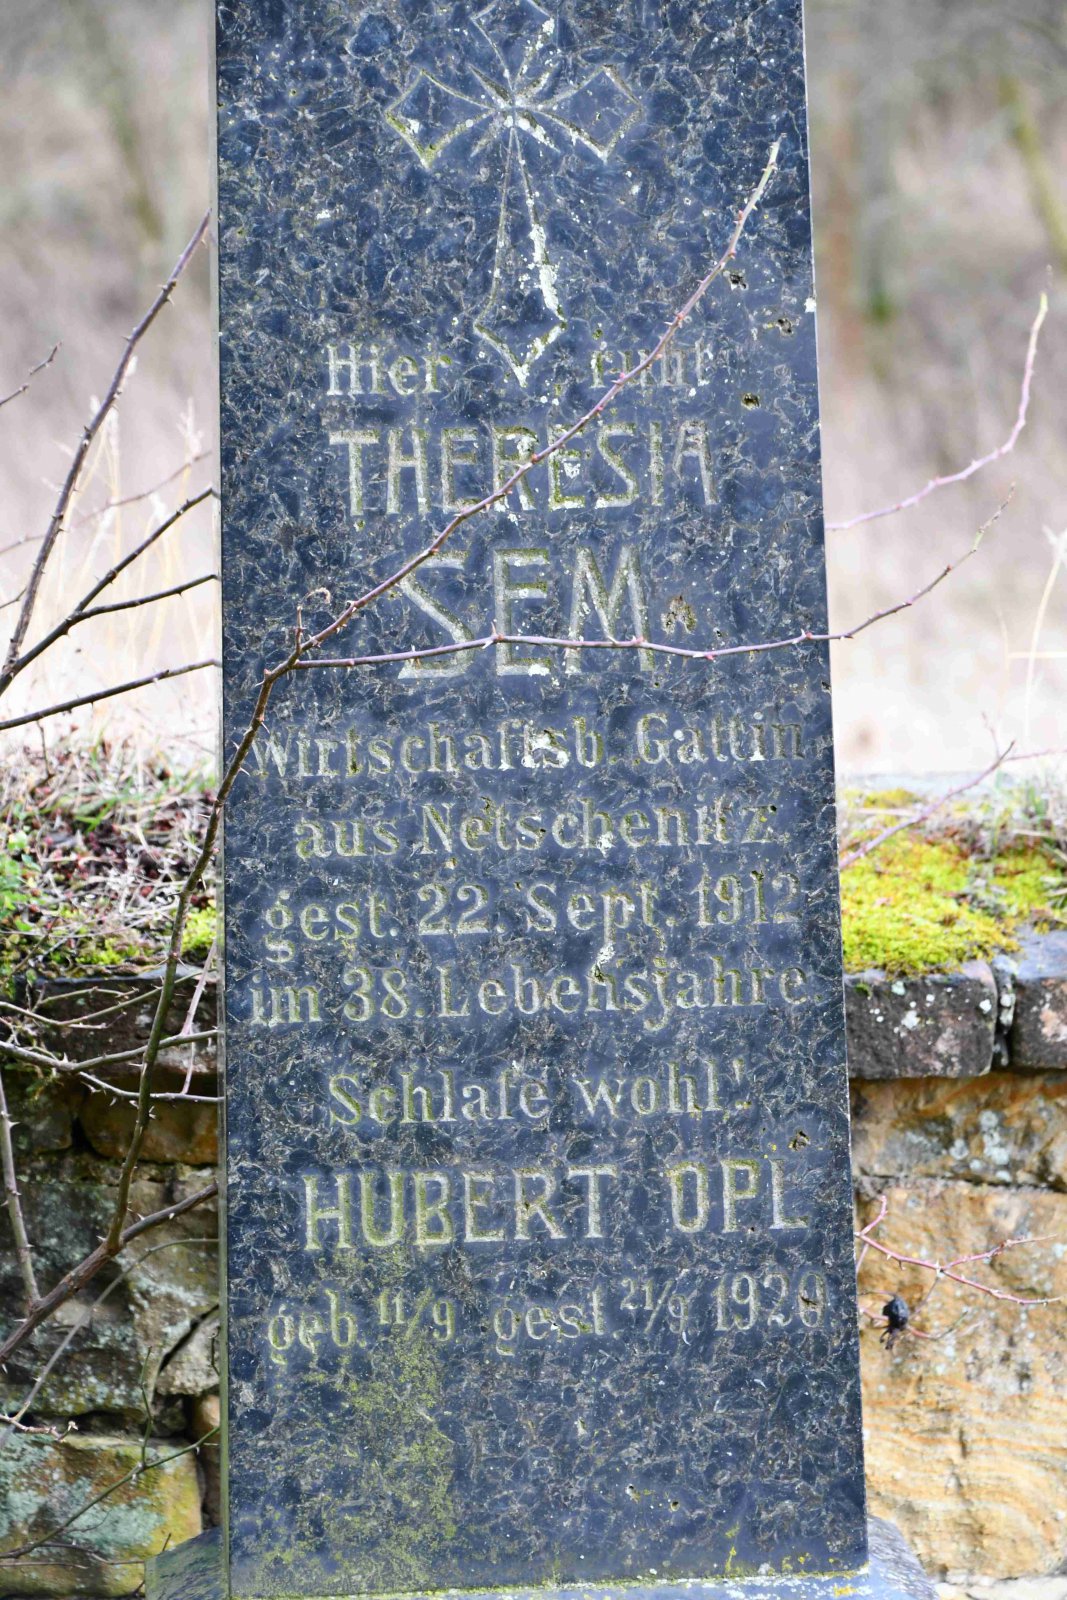 Hier ruht
THERESIA
SEM
Wirtschaftsb. Gattin
aus Netschenitz
gest. 22. Sept. 1912
im 38. Lebensjahre.
Schlafe wohl!
HUBERT OPL
geb. 11/9 gest. 21/9 1920